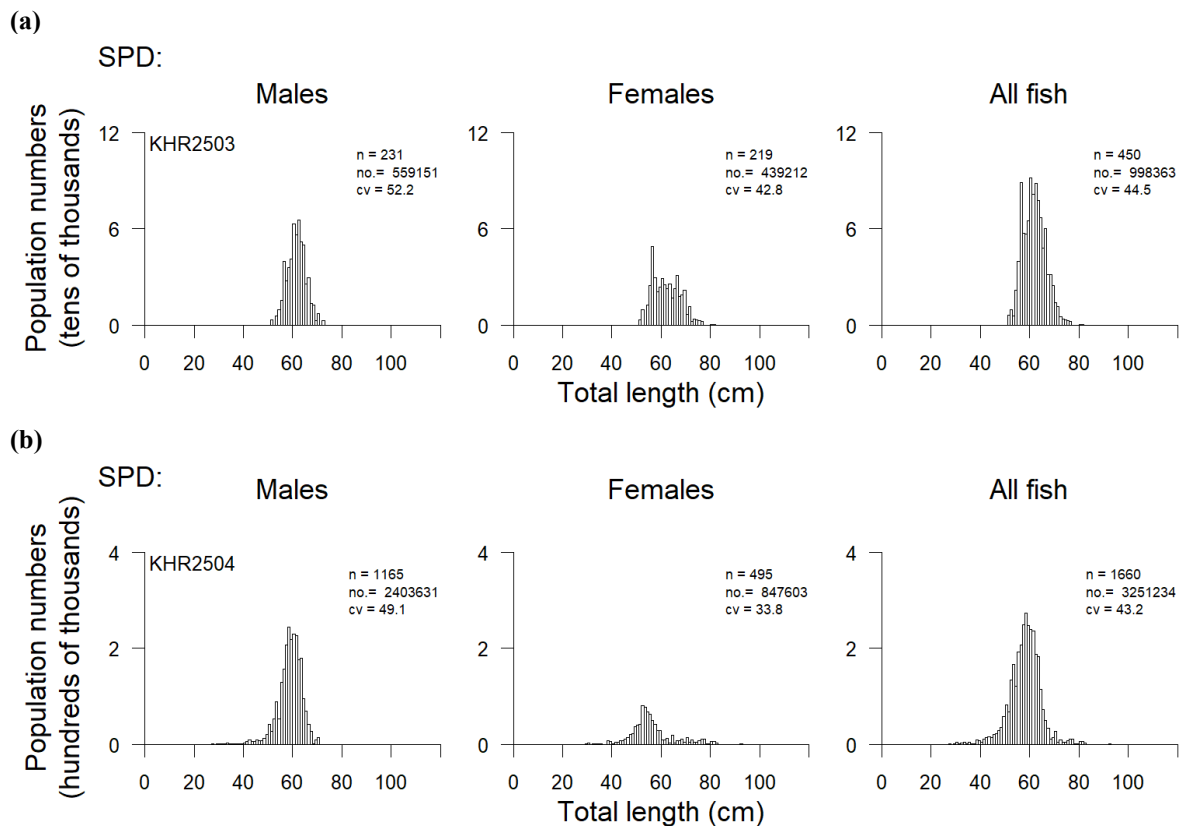 (a)
SPD:
Males Females All fish
Population numbers
(tens of thousands)
12 12 12
KHR2503
n = 231 n = 219 n = 450
no.= 559151 no.= 439212 no.= 998363
cv = 52.2 cv = 42.8 cv = 44.5
6 6 6
0 0 0
0 20 40 60 80 100 0 20 40 60 80 100 0 20 40 60 80 100
Total length (cm)
(b)
SPD:
Males Females All fish
Population numbers
(hundreds of thousands)
4 4 4
KHR2504
n = 1165 n = 495 n = 1660
no.= 2403631 no.= 847603 no.= 3251234
cv = 49.1 cv = 33.8 cv = 43.2
2 2 2
0 0 0
0 20 40 60 80 100 0 20 40 60 80 100 0 20 40 60 80 100
Total length (cm)